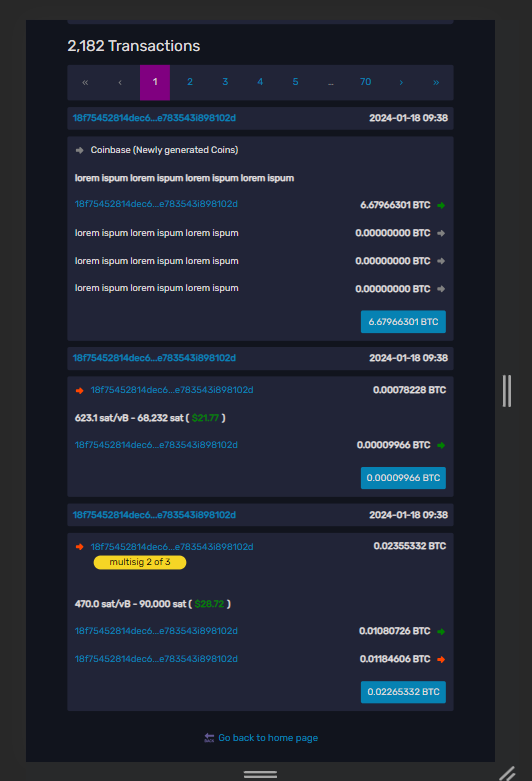 2,182 Transactions
« ‹ 1 2 3 4 5 ... 70 › »
18f75452814dec6...e783543i898102d 2024-01-18 09:38
Coinbase (Newly generated Coins)
lorem ispum lorem ispum lorem ispum lorem ispum
18f75452814dec6...e783543i898102d 6.67966301 BTC
lorem ispum lorem ispum lorem ispum 0.00000000 BTC
lorem ispum lorem ispum lorem ispum 0.00000000 BTC
lorem ispum lorem ispum lorem ispum 0.00000000 BTC
6.67966301 BTC
18f75452814dec6...e783543i898102d 2024-01-18 09:38
18f75452814dec6...e783543i898102d 0.00078228 BTC
623.1 sat/vB - 68,232 sat ( $21.77 )
18f75452814dec6...e783543i898102d 0.00009966 BTC
0.00009966 BTC
18f75452814dec6...e783543i898102d 2024-01-18 09:38
18f75452814dec6...e783543i898102d 0.02355332 BTC
multisig 2 of 3
470.0 sat/vB - 90,000 sat ( $28.72 )
18f75452814dec6...e783543i898102d 0.01080726 BTC
18f75452814dec6...e783543i898102d 0.01184606 BTC
0.02265332 BTC
Go back to home page